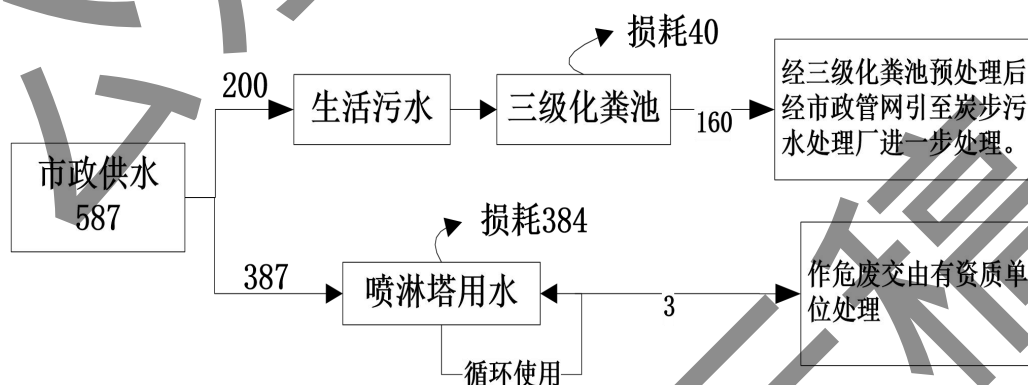 损耗40
200
生活污水
三级化粪池
160
经三级化粪池预处理后
经市政管网引至炭步污
水处理厂进一步处理。
市政供水
587
损耗384
387
喷淋塔用水
3
作危废交由有资质单
位处理
循环使用